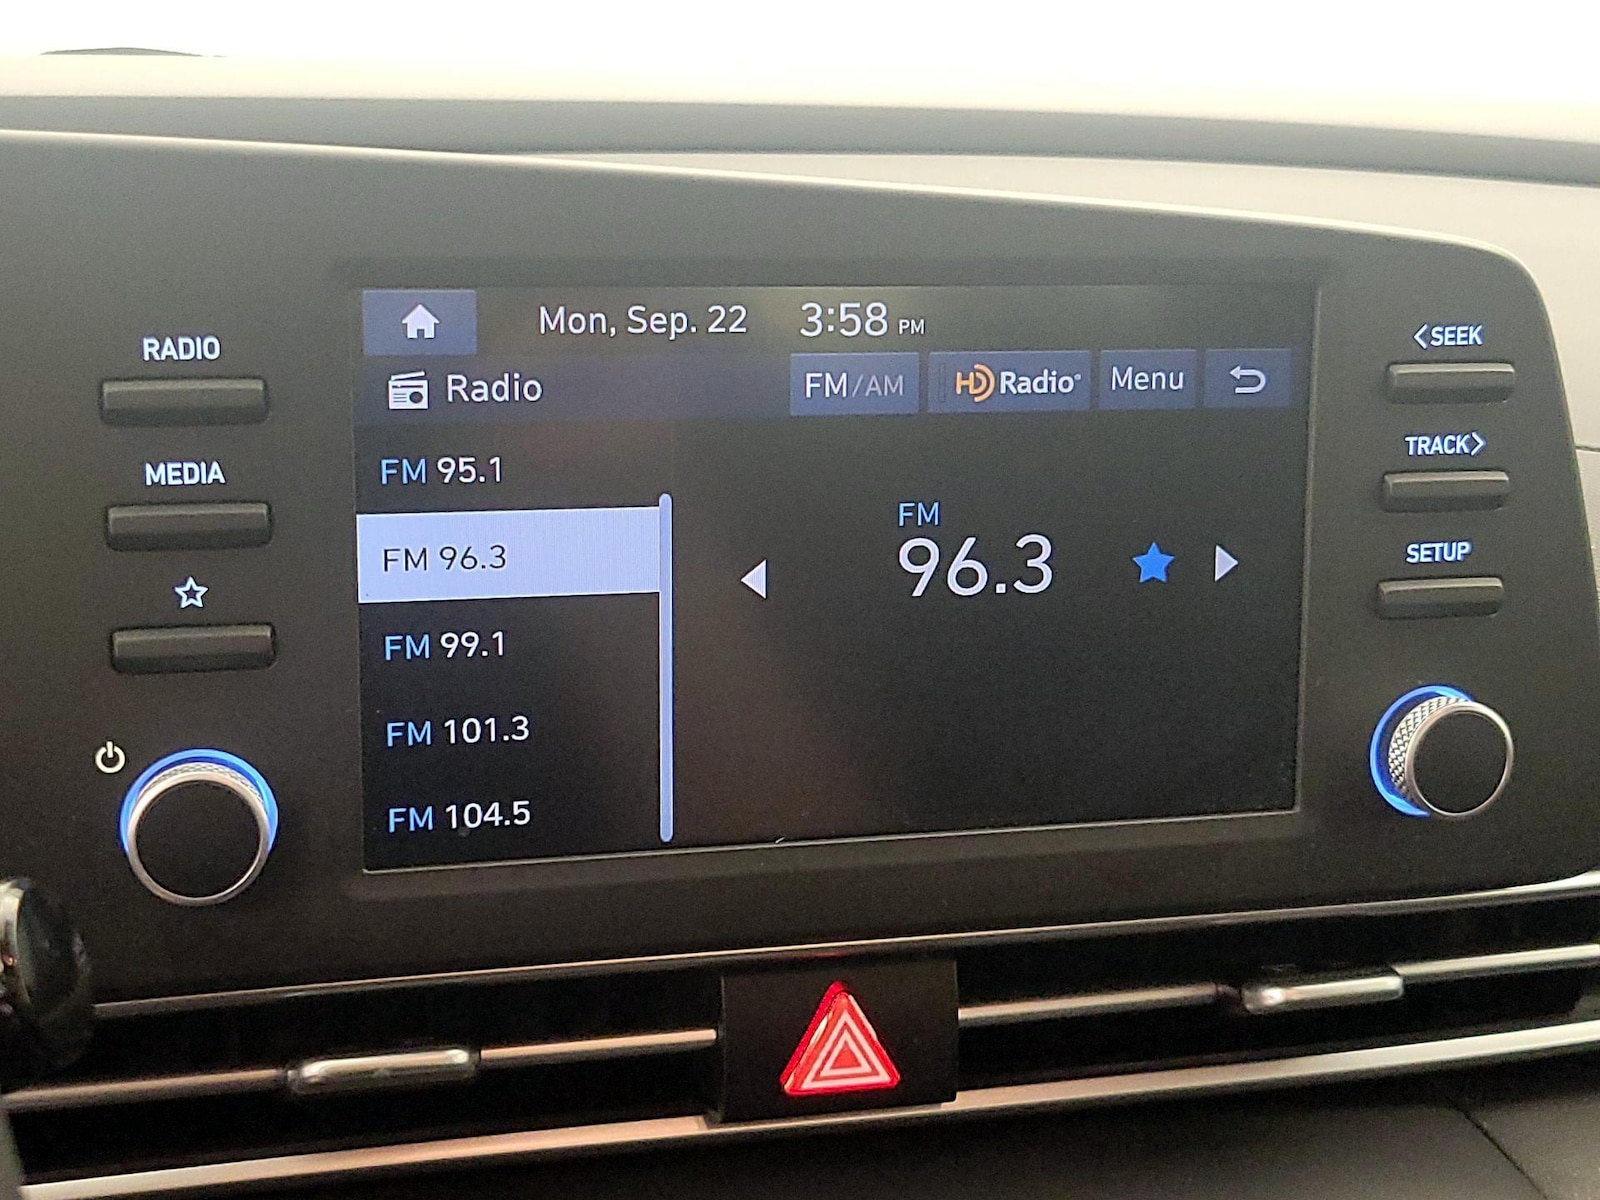 Mon, Sep. 22 3:58 PM
Radio FM/AM HD Radio® Menu
RADIO
MEDIA
FM 95.1
FM 96.3
FM 99.1
FM 101.3
FM 104.5
FM
96.3
<SEEK
TRACK>
SETUP